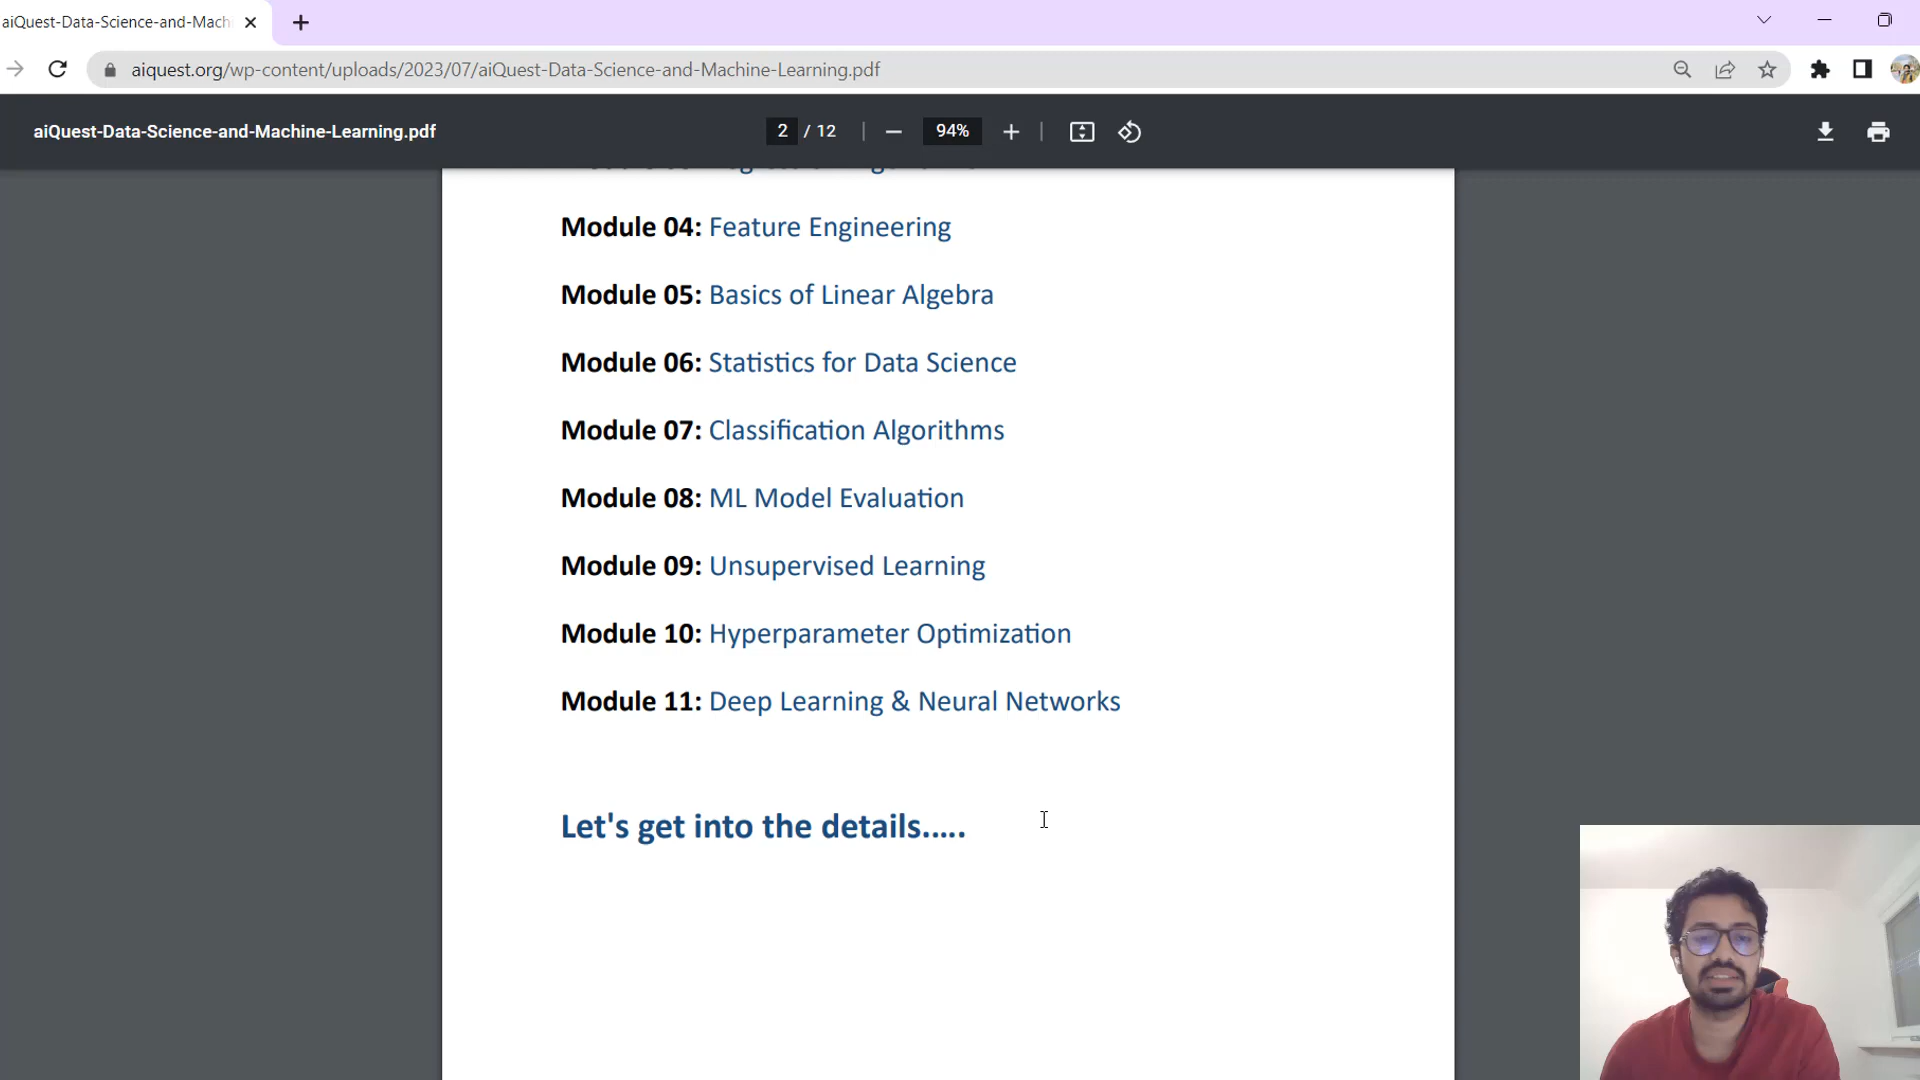 aiQuest-Data-Science-and-Mach
aiquest.org/wp-content/uploads/2023/07/aiQuest-Data-Science-and-Machine-Learning.pdf
aiQuest-Data-Science-and-Machine-Learning.pdf
2 / 12
94%
Module 04: Feature Engineering
Module 05: Basics of Linear Algebra
Module 06: Statistics for Data Science
Module 07: Classification Algorithms
Module 08: ML Model Evaluation
Module 09: Unsupervised Learning
Module 10: Hyperparameter Optimization
Module 11: Deep Learning & Neural Networks
Let's get into the details.....